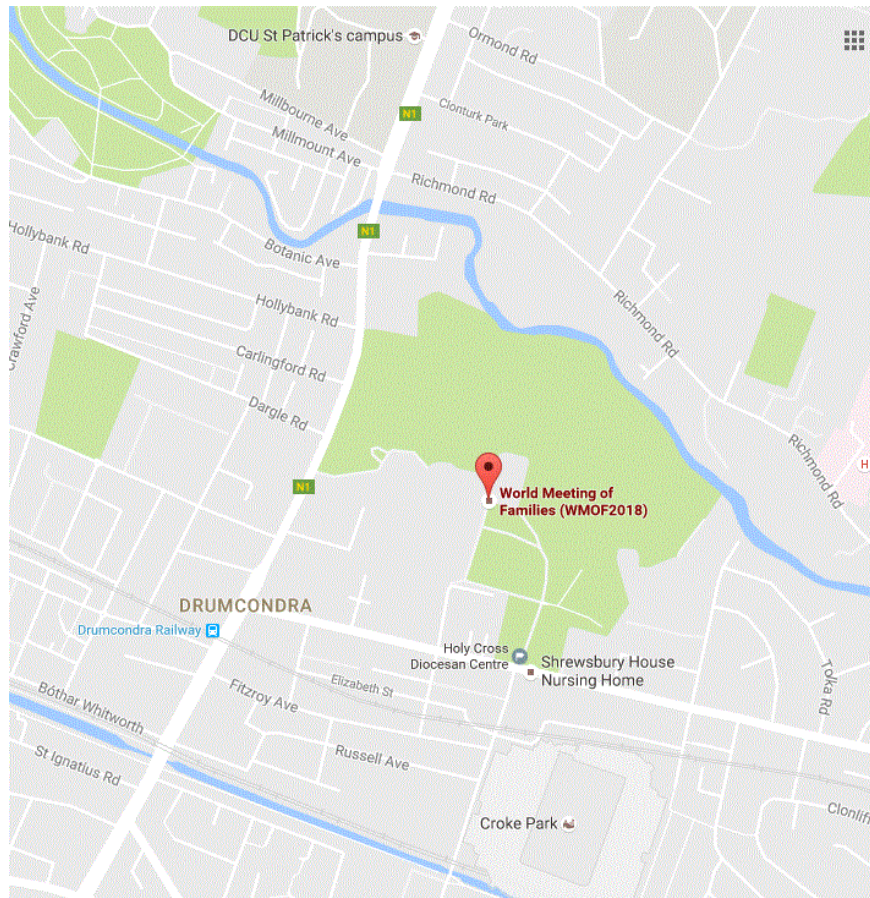 DCU St Patrick's campus
Ormond Rd
Millbourne Ave
Clonturk Park
N1
Millmount Ave
Richmond Rd
Hollybank Rd
N1
Botanic Ave
Crawford Ave
Hollybank Rd
Richmond Rd
Carlingford Rd
Dargle Rd
Richmond Rd
H
N1
World Meeting of
Families (WMOF2018)
DRUMCONDRA
Drumcondra Railway
Holy Cross
Diocesan Centre
Shrewsbury House
Nursing Home
Tolka Rd
Bóthar Whitworth
Fitzroy Ave
Elizabeth St
St Ignatius Rd
Russell Ave
Croke Park
Clonliff